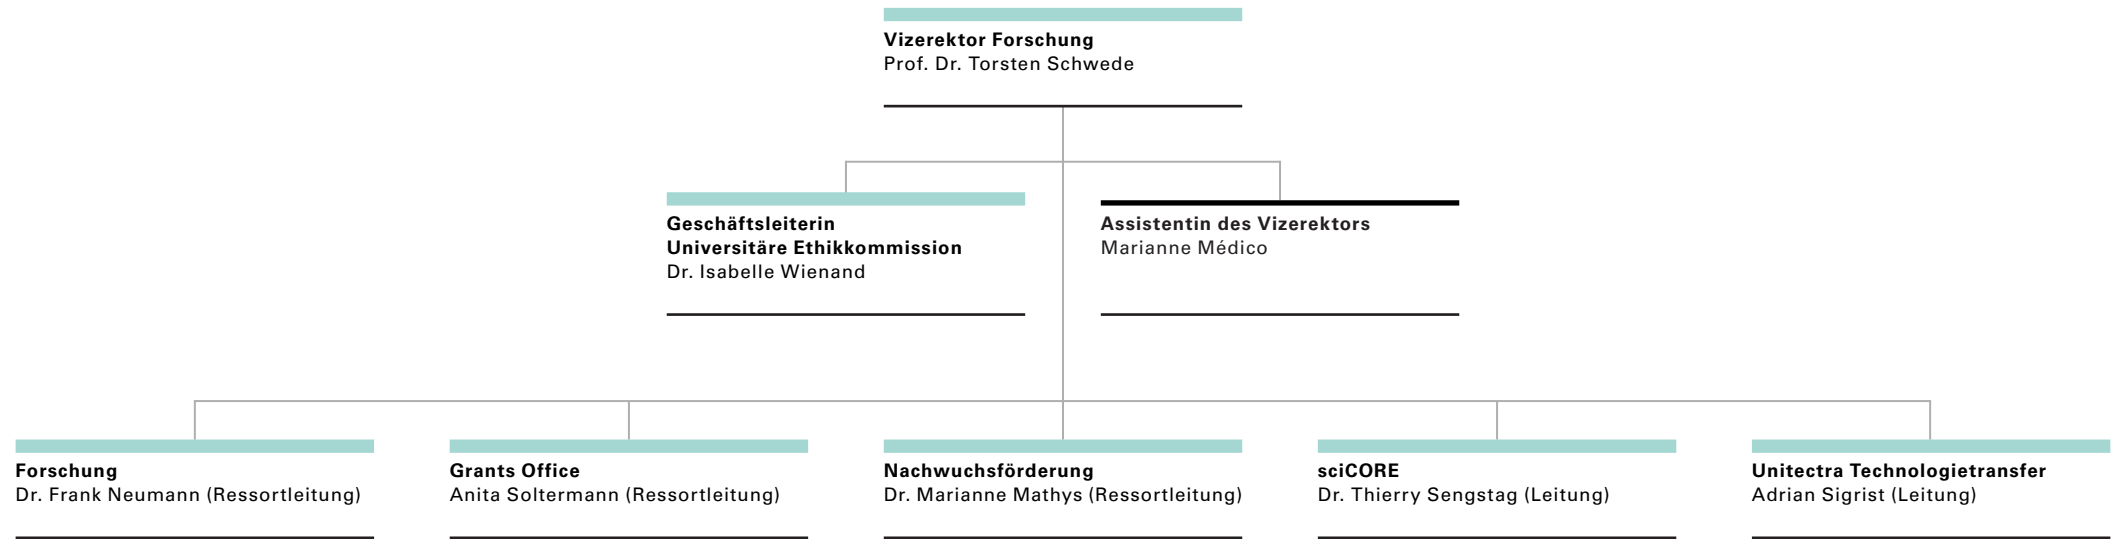 Vizerektor Forschung
Prof. Dr. Torsten Schwede
Geschäftsleiterin
Universitäre Ethikkommission
Dr. Isabelle Wienand
Assistentin des Vizerektors
Marianne Médico
Forschung
Dr. Frank Neumann (Ressortleitung)
Grants Office
Anita Soltermann (Ressortleitung)
Nachwuchsförderung
Dr. Marianne Mathys (Ressortleitung)
sciCORE
Dr. Thierry Sengstag (Leitung)
Unitectra Technologietransfer
Adrian Sigrist (Leitung)